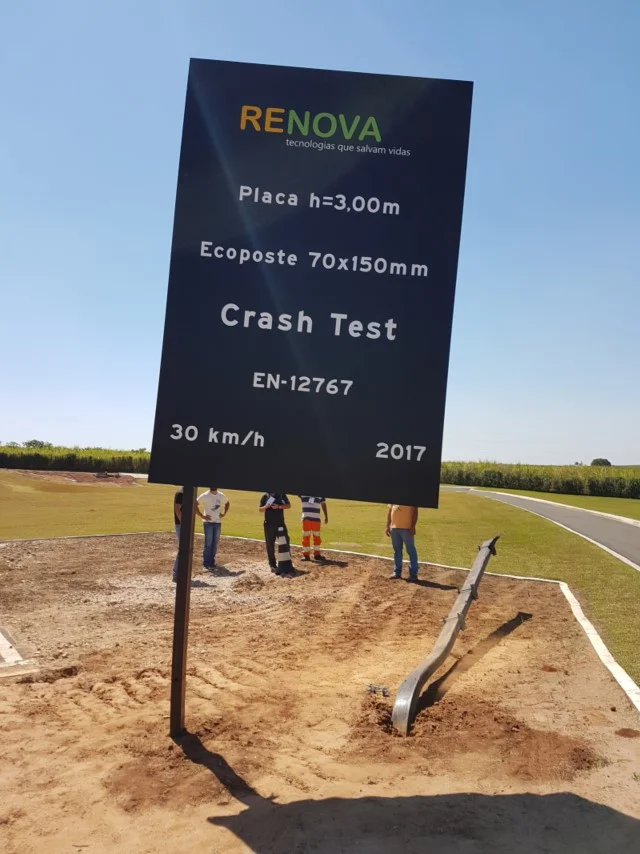 RENOVA
tecnologias que salvam vidas
Placa h=3,00m
Ecoposte 70x150mm
Crash Test
EN-12767
30 km/h
2017